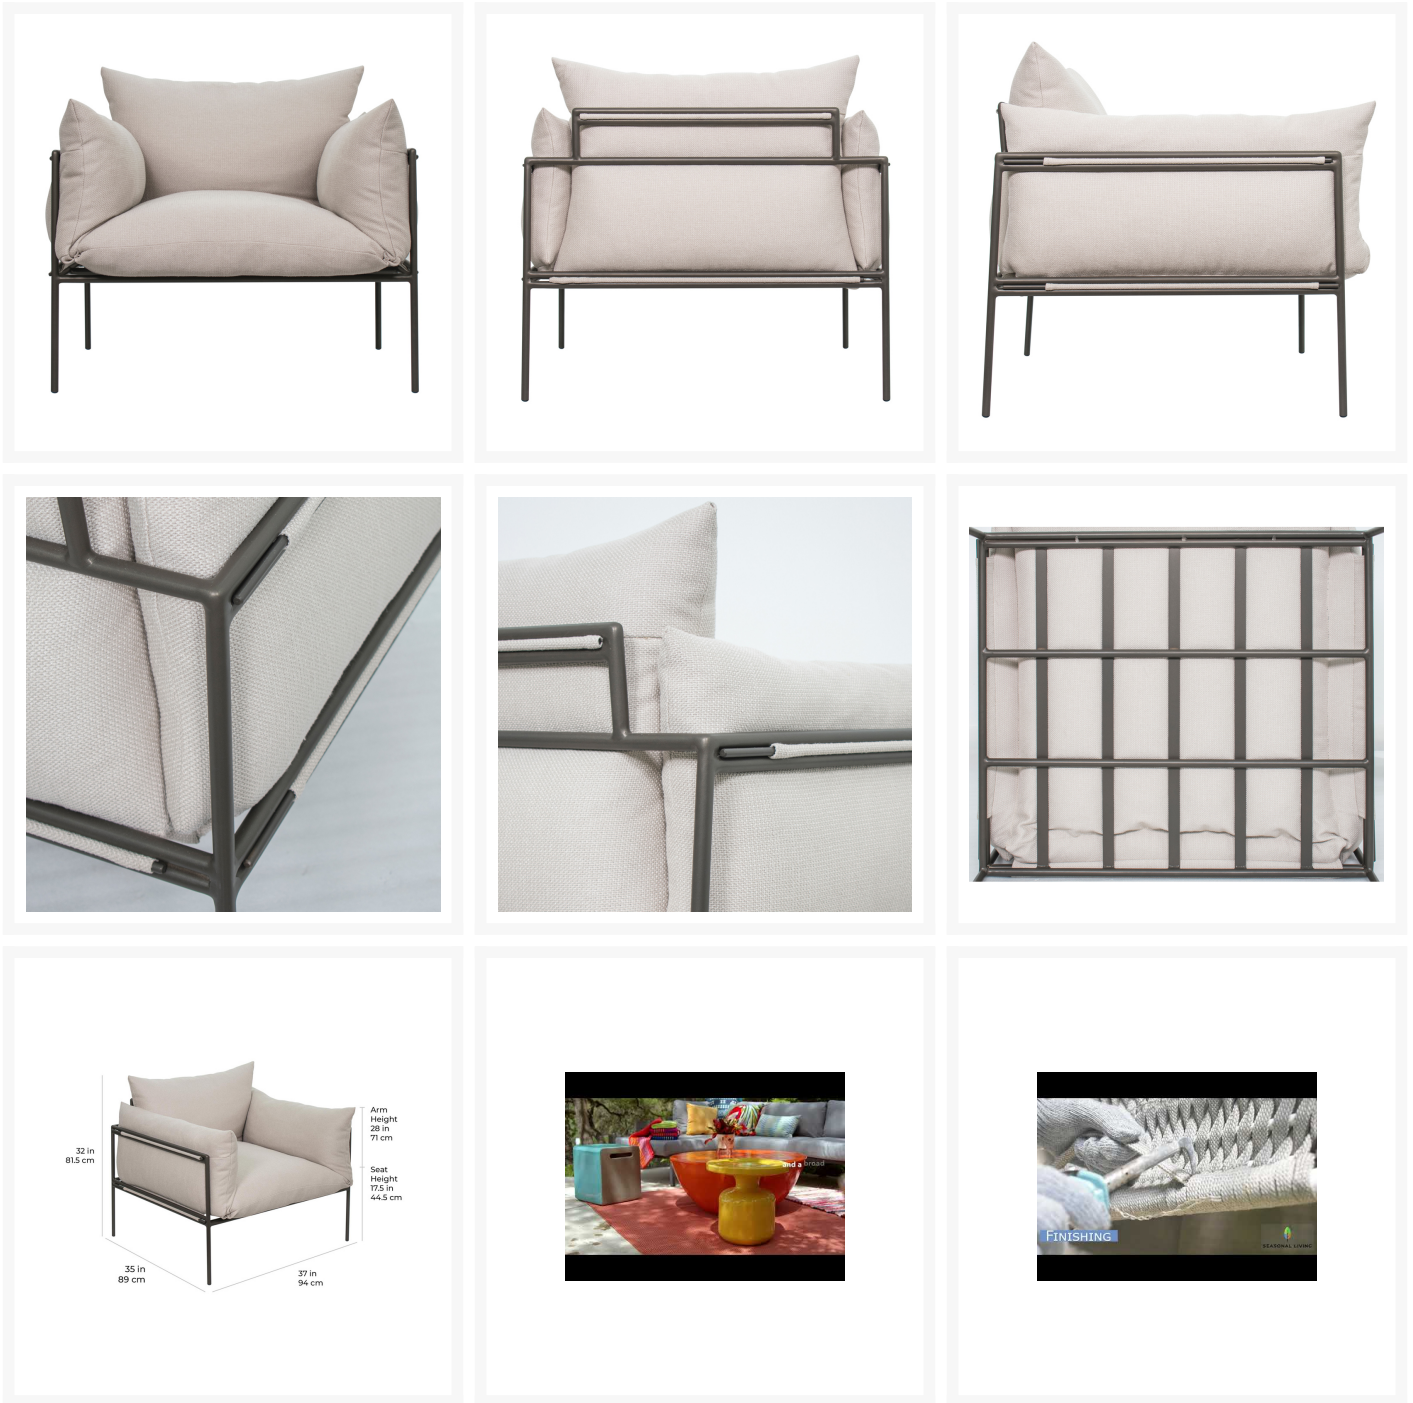 Arm
Height
28 in
71 cm
32 in
81.5 cm
Seat
Height
17.5 in
44.5 cm
35 in
89 cm
37 in
94 cm
and a broad
FINISHING
SEASONAL LIVING